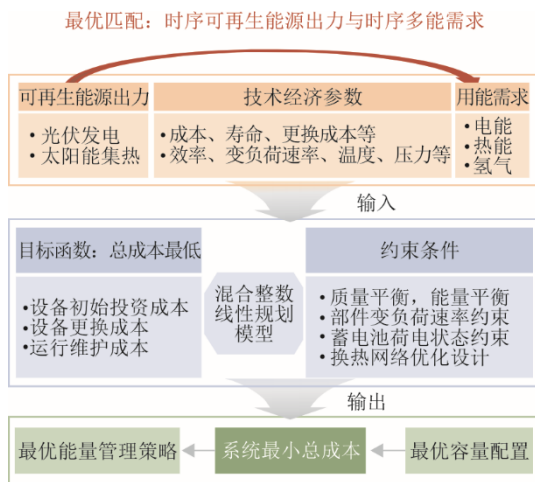 最优匹配：时序可再生能源出力与时序多能需求
可再生能源出力
技术经济参数
用能需求
•光伏发电
•太阳能集热
•成本、寿命、更换成本等
•效率、变负荷速率、温度、压力等
•电能
•热能
•氢气
输入
目标函数：总成本最低
约束条件
•设备初始投资成本
•设备更换成本
•运行维护成本
混合整数
线性规划
模型
•质量平衡，能量平衡
•部件变负荷速率约束
•蓄电池荷电状态约束
•换热网络优化设计
输出
最优能量管理策略
系统最小总成本
最优容量配置